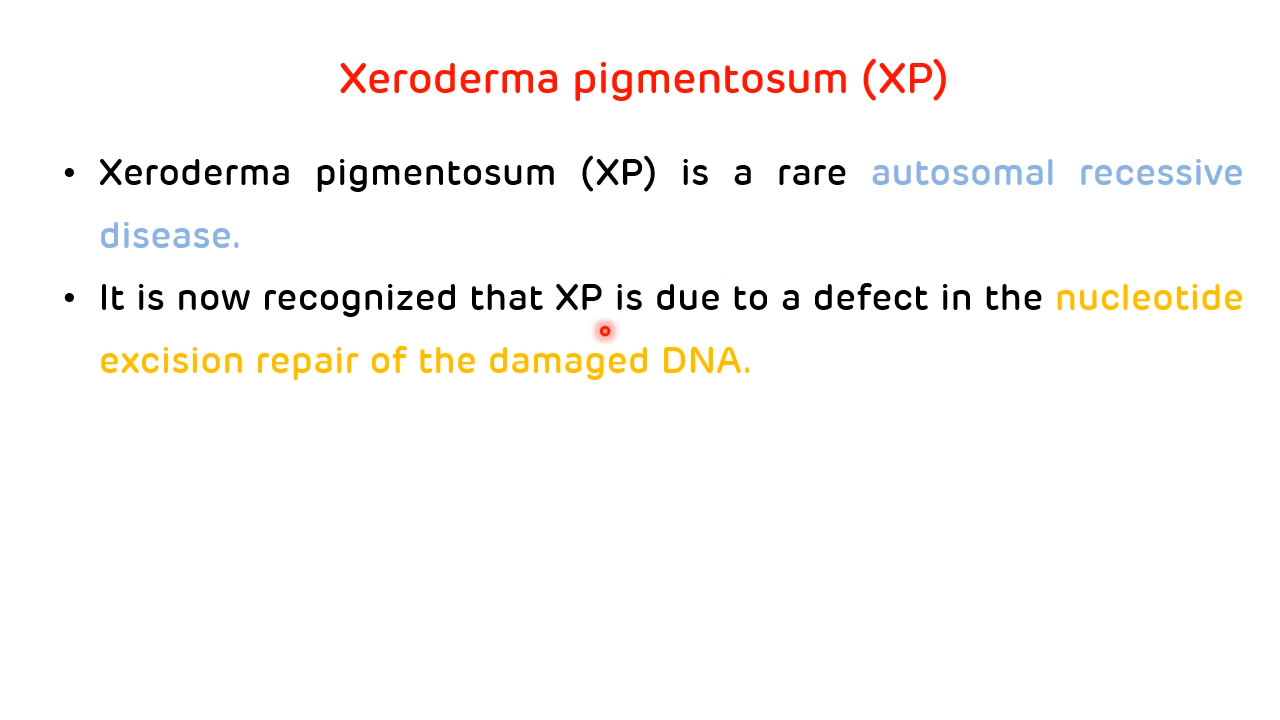 Xeroderma pigmentosum (XP)
• Xeroderma pigmentosum (XP) is a rare autosomal recessive
disease.
• It is now recognized that XP is due to a defect in the nucleotide
excision repair of the damaged DNA.